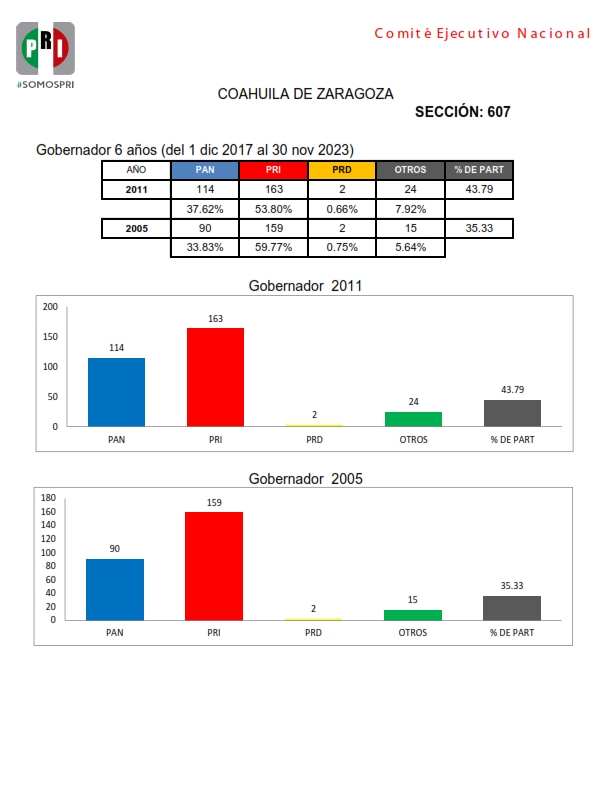 Comité Ejecutivo Nacional
PRI
#SOMOSPRI
COAHUILA DE ZARAGOZA
SECCIÓN: 607
Gobernador 6 años (del 1 dic 2017 al 30 nov 2023)
AÑO PAN PRI PRD OTROS % DE PART
2011 114 163 2 24 43.79
37.62% 53.80% 0.66% 7.92%
2005 90 159 2 15 35.33
33.83% 59.77% 0.75% 5.64%
Gobernador 2011
200
150
100
50
0
114
163
2
24
43.79
PAN PRI PRD OTROS % DE PART
Gobernador 2005
180
160
140
120
100
80
60
40
20
0
90
159
2
15
35.33
PAN PRI PRD OTROS % DE PART